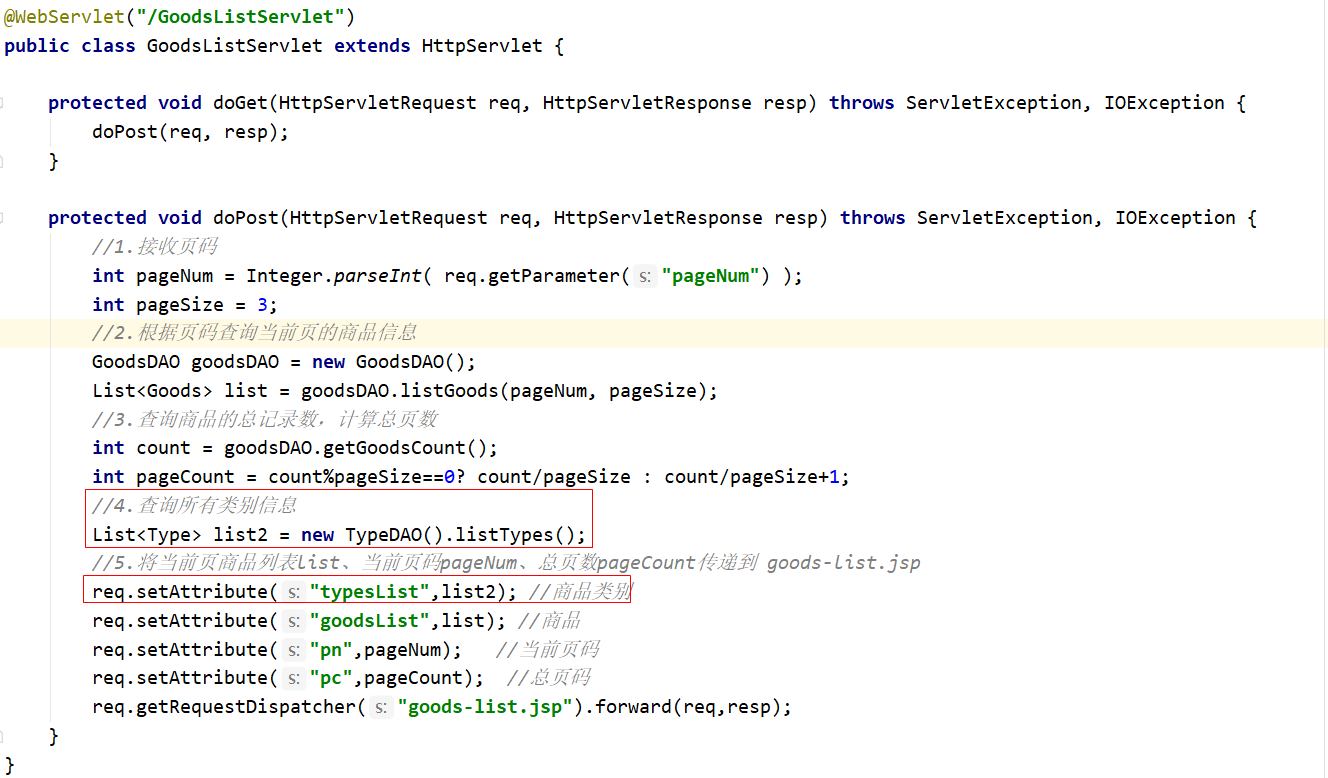 @WebServlet("/GoodsListServlet")
public class GoodsListServlet extends HttpServlet {
protected void doGet(HttpServletRequest req, HttpServletResponse resp) throws ServletException, IOException {
doPost(req, resp);
}
protected void doPost(HttpServletRequest req, HttpServletResponse resp) throws ServletException, IOException {
//1.接收页码
int pageNum = Integer.parseInt( req.getParameter( s: "pageNum") );
int pageSize = 3;
//2.根据页码查询当前页的商品信息
GoodsDAO goodsDAO = new GoodsDAO();
List<Goods> list = goodsDAO.listGoods(pageNum, pageSize);
//3.查询商品的总记录数，计算总页数
int count = goodsDAO.getGoodsCount();
int pageCount = count%pageSize==0? count/pageSize : count/pageSize+1;
//4.查询所有类别信息
List<Type> list2 = new TypeDAO().listTypes();
//5.将当前页商品列表list、当前页码pageNum、总页数pageCount传递到 goods-list.jsp
req.setAttribute( s: "typesList",list2); //商品类别
req.setAttribute( s: "goodsList",list); //商品
req.setAttribute( s: "pn",pageNum); //当前页码
req.setAttribute( s: "pc",pageCount); //总页码
req.getRequestDispatcher( s: "goods-list.jsp").forward(req,resp);
}
}